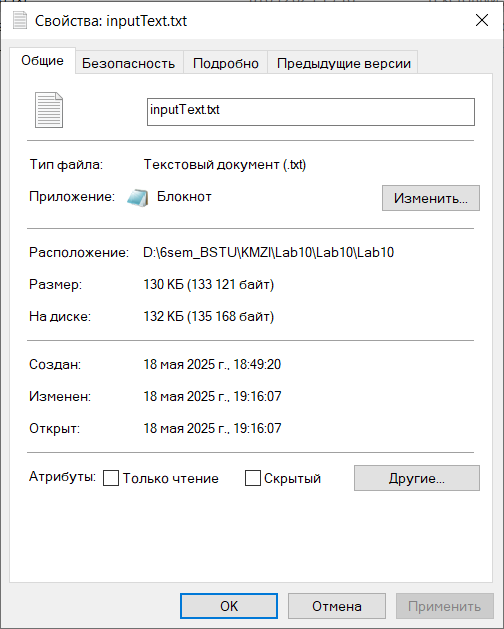 Свойства: inputText.txt
Общие Безопасность Подробно Предыдущие версии
inputText.txt
Тип файла: Текстовый документ (.txt)
Приложение: Блокнот Изменить...
Расположение: D:\6sem_BSTU\KMZI\Lab10\Lab10\Lab10
Размер: 130 КБ (133 121 байт)
На диске: 132 КБ (135 168 байт)
Создан: 18 мая 2025 г., 18:49:20
Изменен: 18 мая 2025 г., 19:16:07
Открыт: 18 мая 2025 г., 19:16:07
Атрибуты: Только чтение Скрытый Другие...
OK Отмена Применить